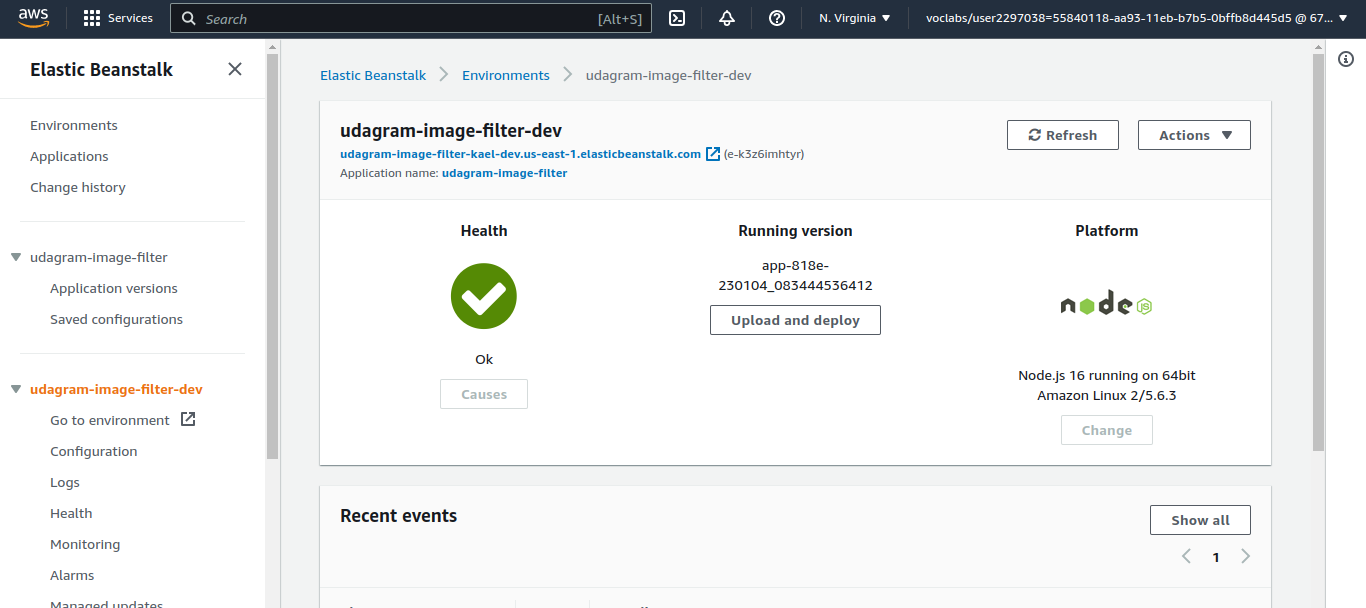 aws
Services
Search [Alt+S]
N. Virginia
voclabs/user2297038=55840118-aa93-11eb-b7b5-0bffb8d445d5 @ 67...
Elastic Beanstalk
Environments
Applications
Change history
udagram-image-filter
Application versions
Saved configurations
udagram-image-filter-dev
Go to environment
Configuration
Logs
Health
Monitoring
Alarms
Managed updates
Elastic Beanstalk
Environments
udagram-image-filter-dev
udagram-image-filter-dev
udagram-image-filter-kael-dev.us-east-1.elasticbeanstalk.com (e-k3z6imhtyr)
Application name: udagram-image-filter
Refresh
Actions
Health
Ok
Causes
Running version
app-818e-
230104_083444536412
Upload and deploy
Platform
node JS
Node.js 16 running on 64bit
Amazon Linux 2/5.6.3
Change
Recent events
Show all
1